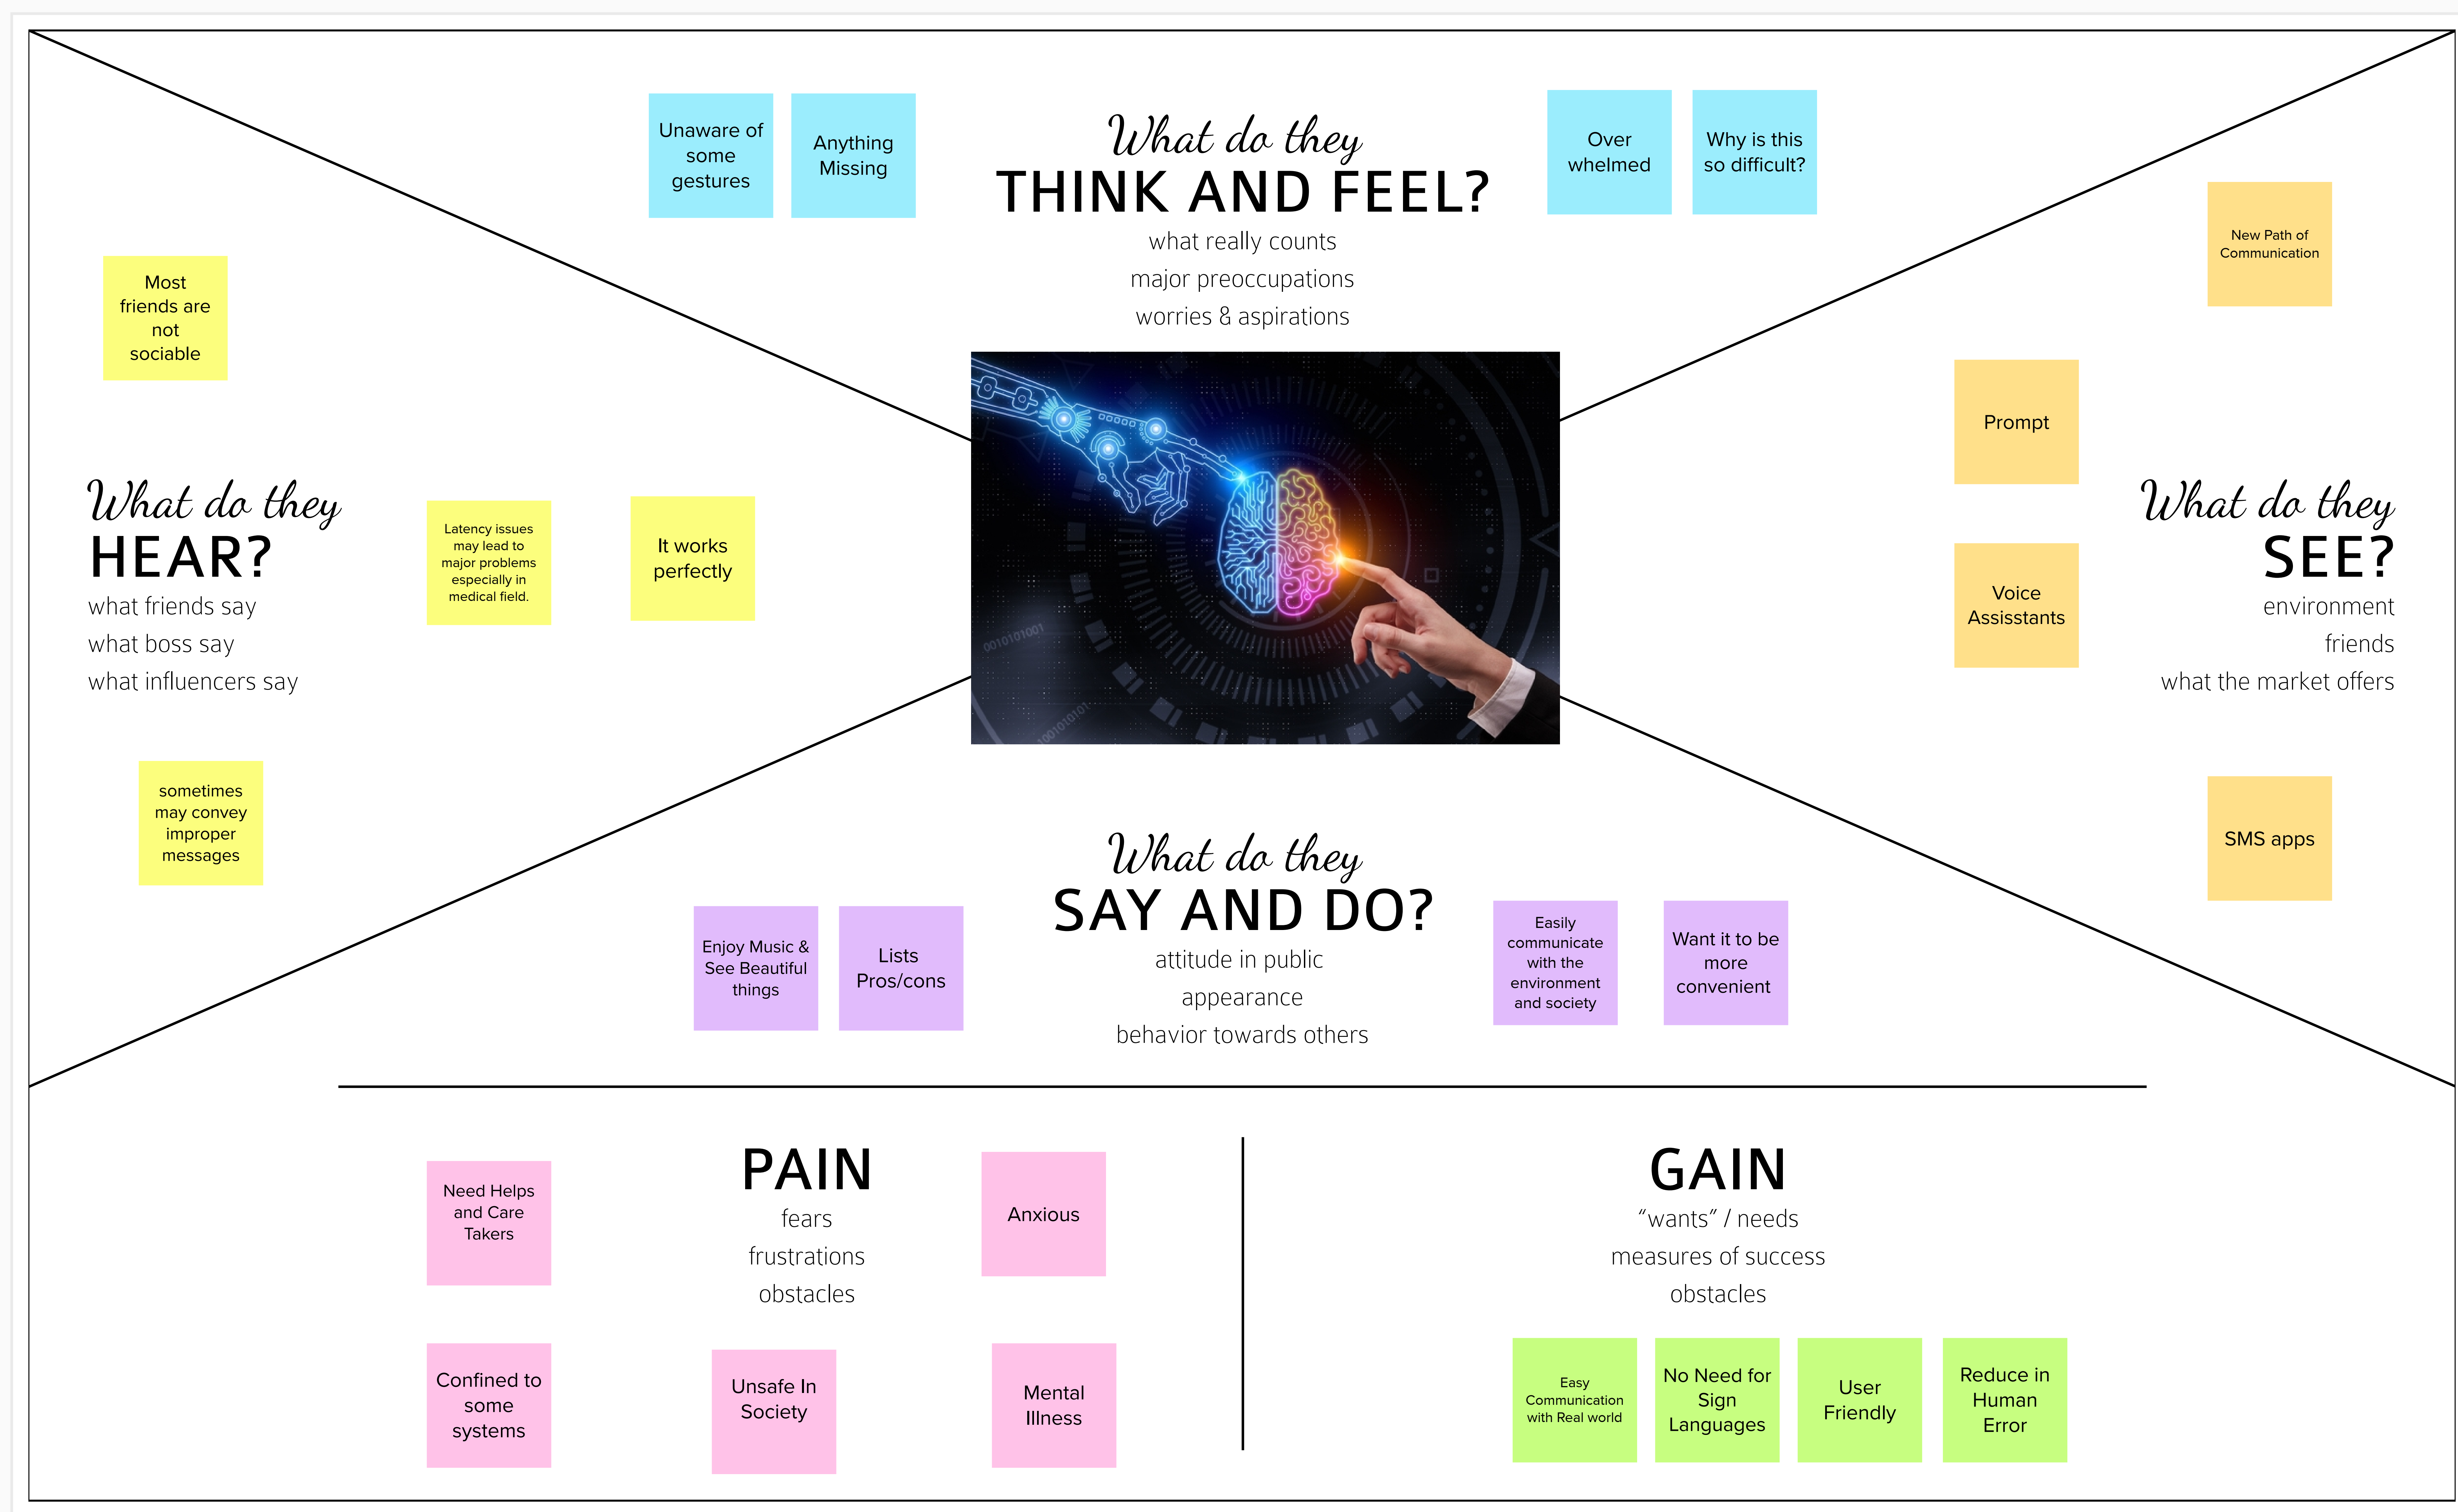 Unaware of
some
gestures
Anything
Missing
What do they
THINK AND FEEL?
what really counts
major preoccupations
worries & aspirations
Over
whelmed
Why is this
so difficult?
Most
friends are
not
sociable
What do they
HEAR?
what friends say
what boss say
what influencers say
Latency issues
may lead to
major problems
especially in
medical field.
It works
perfectly
sometimes
may convey
improper
messages
0010101001
1001010101
New Path of
Communication
Prompt
Voice
Assisstants
What do they
SEE?
environment
friends
what the market offers
SMS apps
What do they
SAY AND DO?
attitude in public
appearance
behavior towards others
Enjoy Music &
See Beautiful
things
Lists
Pros/cons
Easily
communicate
with the
environment
and society
Want it to be
more
convenient
PAIN
fears
frustrations
obstacles
Need Helps
and Care
Takers
Anxious
Confined to
some
systems
Unsafe In
Society
Mental
Illness
GAIN
“wants” / needs
measures of success
obstacles
Easy
Communication
with Real world
No Need for
Sign
Languages
User
Friendly
Reduce in
Human
Error